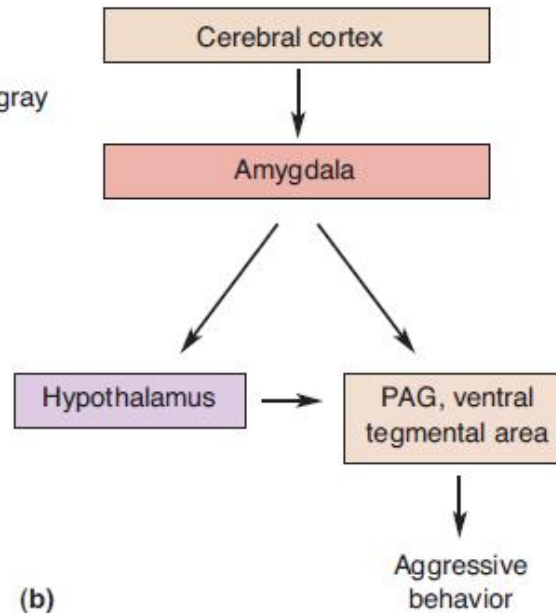 Cerebral cortex
gray
Amygdala
Hypothalamus
PAG, ventral
tegmental area
Aggressive
behavior
(b)